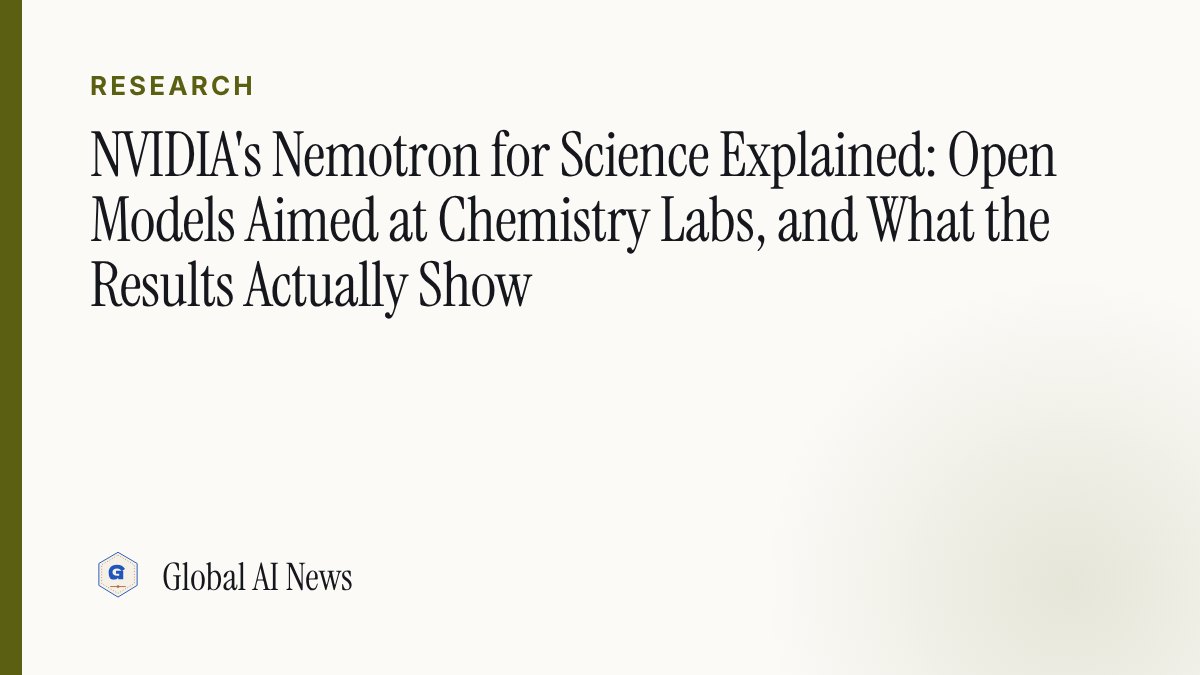 RESEARCH
NVIDIA's Nemotron for Science Explained: Open
Models Aimed at Chemistry Labs, and What the
Results Actually Show
G
Global AI News